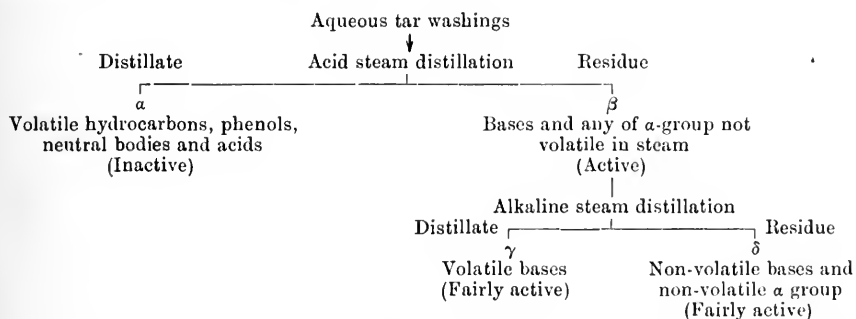 Aqueous tar washings
Distillate Acid steam distillation Residue
α β
Volatile hydrocarbons, phenols, Bases and any of α-group not
neutral bodies and acids volatile in steam
(Inactive) (Active)
Alkaline steam distillation
Distillate Residue
γ δ
Volatile bases Non-volatile bases and
(Fairly active) non-volatile α group
(Fairly active)